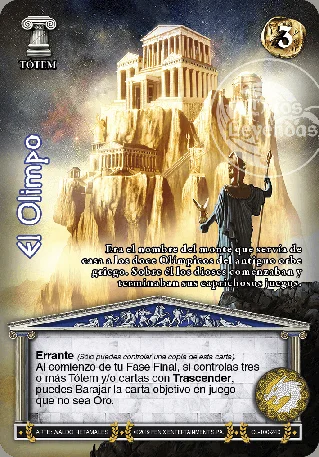 TÓTEM
3
Mitos
Leyendas
El Olimpo
Era el nombre del monte que servía de
casa a los doce Olímpicos del antiguo orbe
griego. Sobre él los dioses comenzaban y
terminaban sus caprichosos juegos.
Errante (Sólo puedes controlar una copia de esta carta).
Al comienzo de tu Fase Final, si controlas tres
o más Tótem y/o cartas con Trascender,
puedes Barajar la carta objetivo en juego
que no sea Oro.